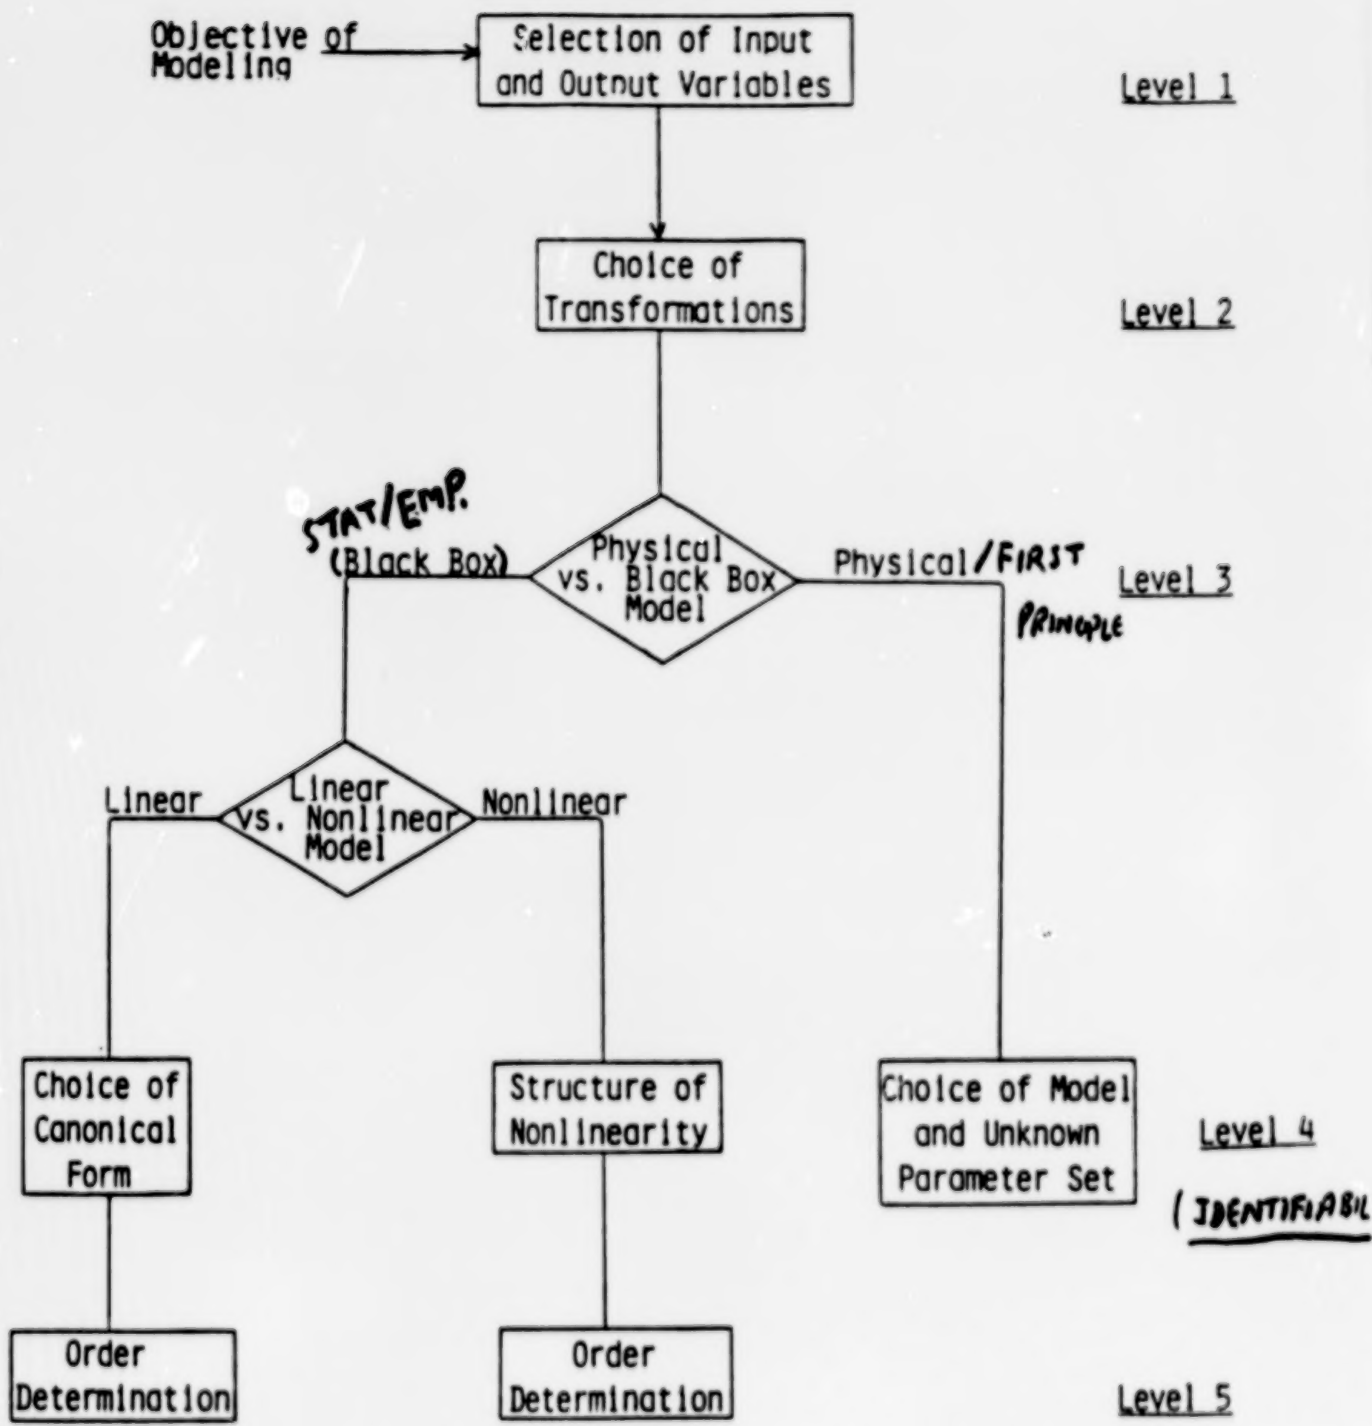 Objective of
Modeling
Selection of Input
and Output Variables
Level 1
Choice of
Transformations
Level 2
STAT/EMP.
(Black Box)
Physical
vs. Black Box
Model
Physical/FIRST
PRINCIPLE
Level 3
Linear
Linear
vs. Nonlinear
Model
Nonlinear
Choice of
Canonical
Form
Structure of
Nonlinearity
Choice of Model
and Unknown
Parameter Set
Level 4
(IDENTIFIABIL
Order
Determination
Order
Determination
Level 5